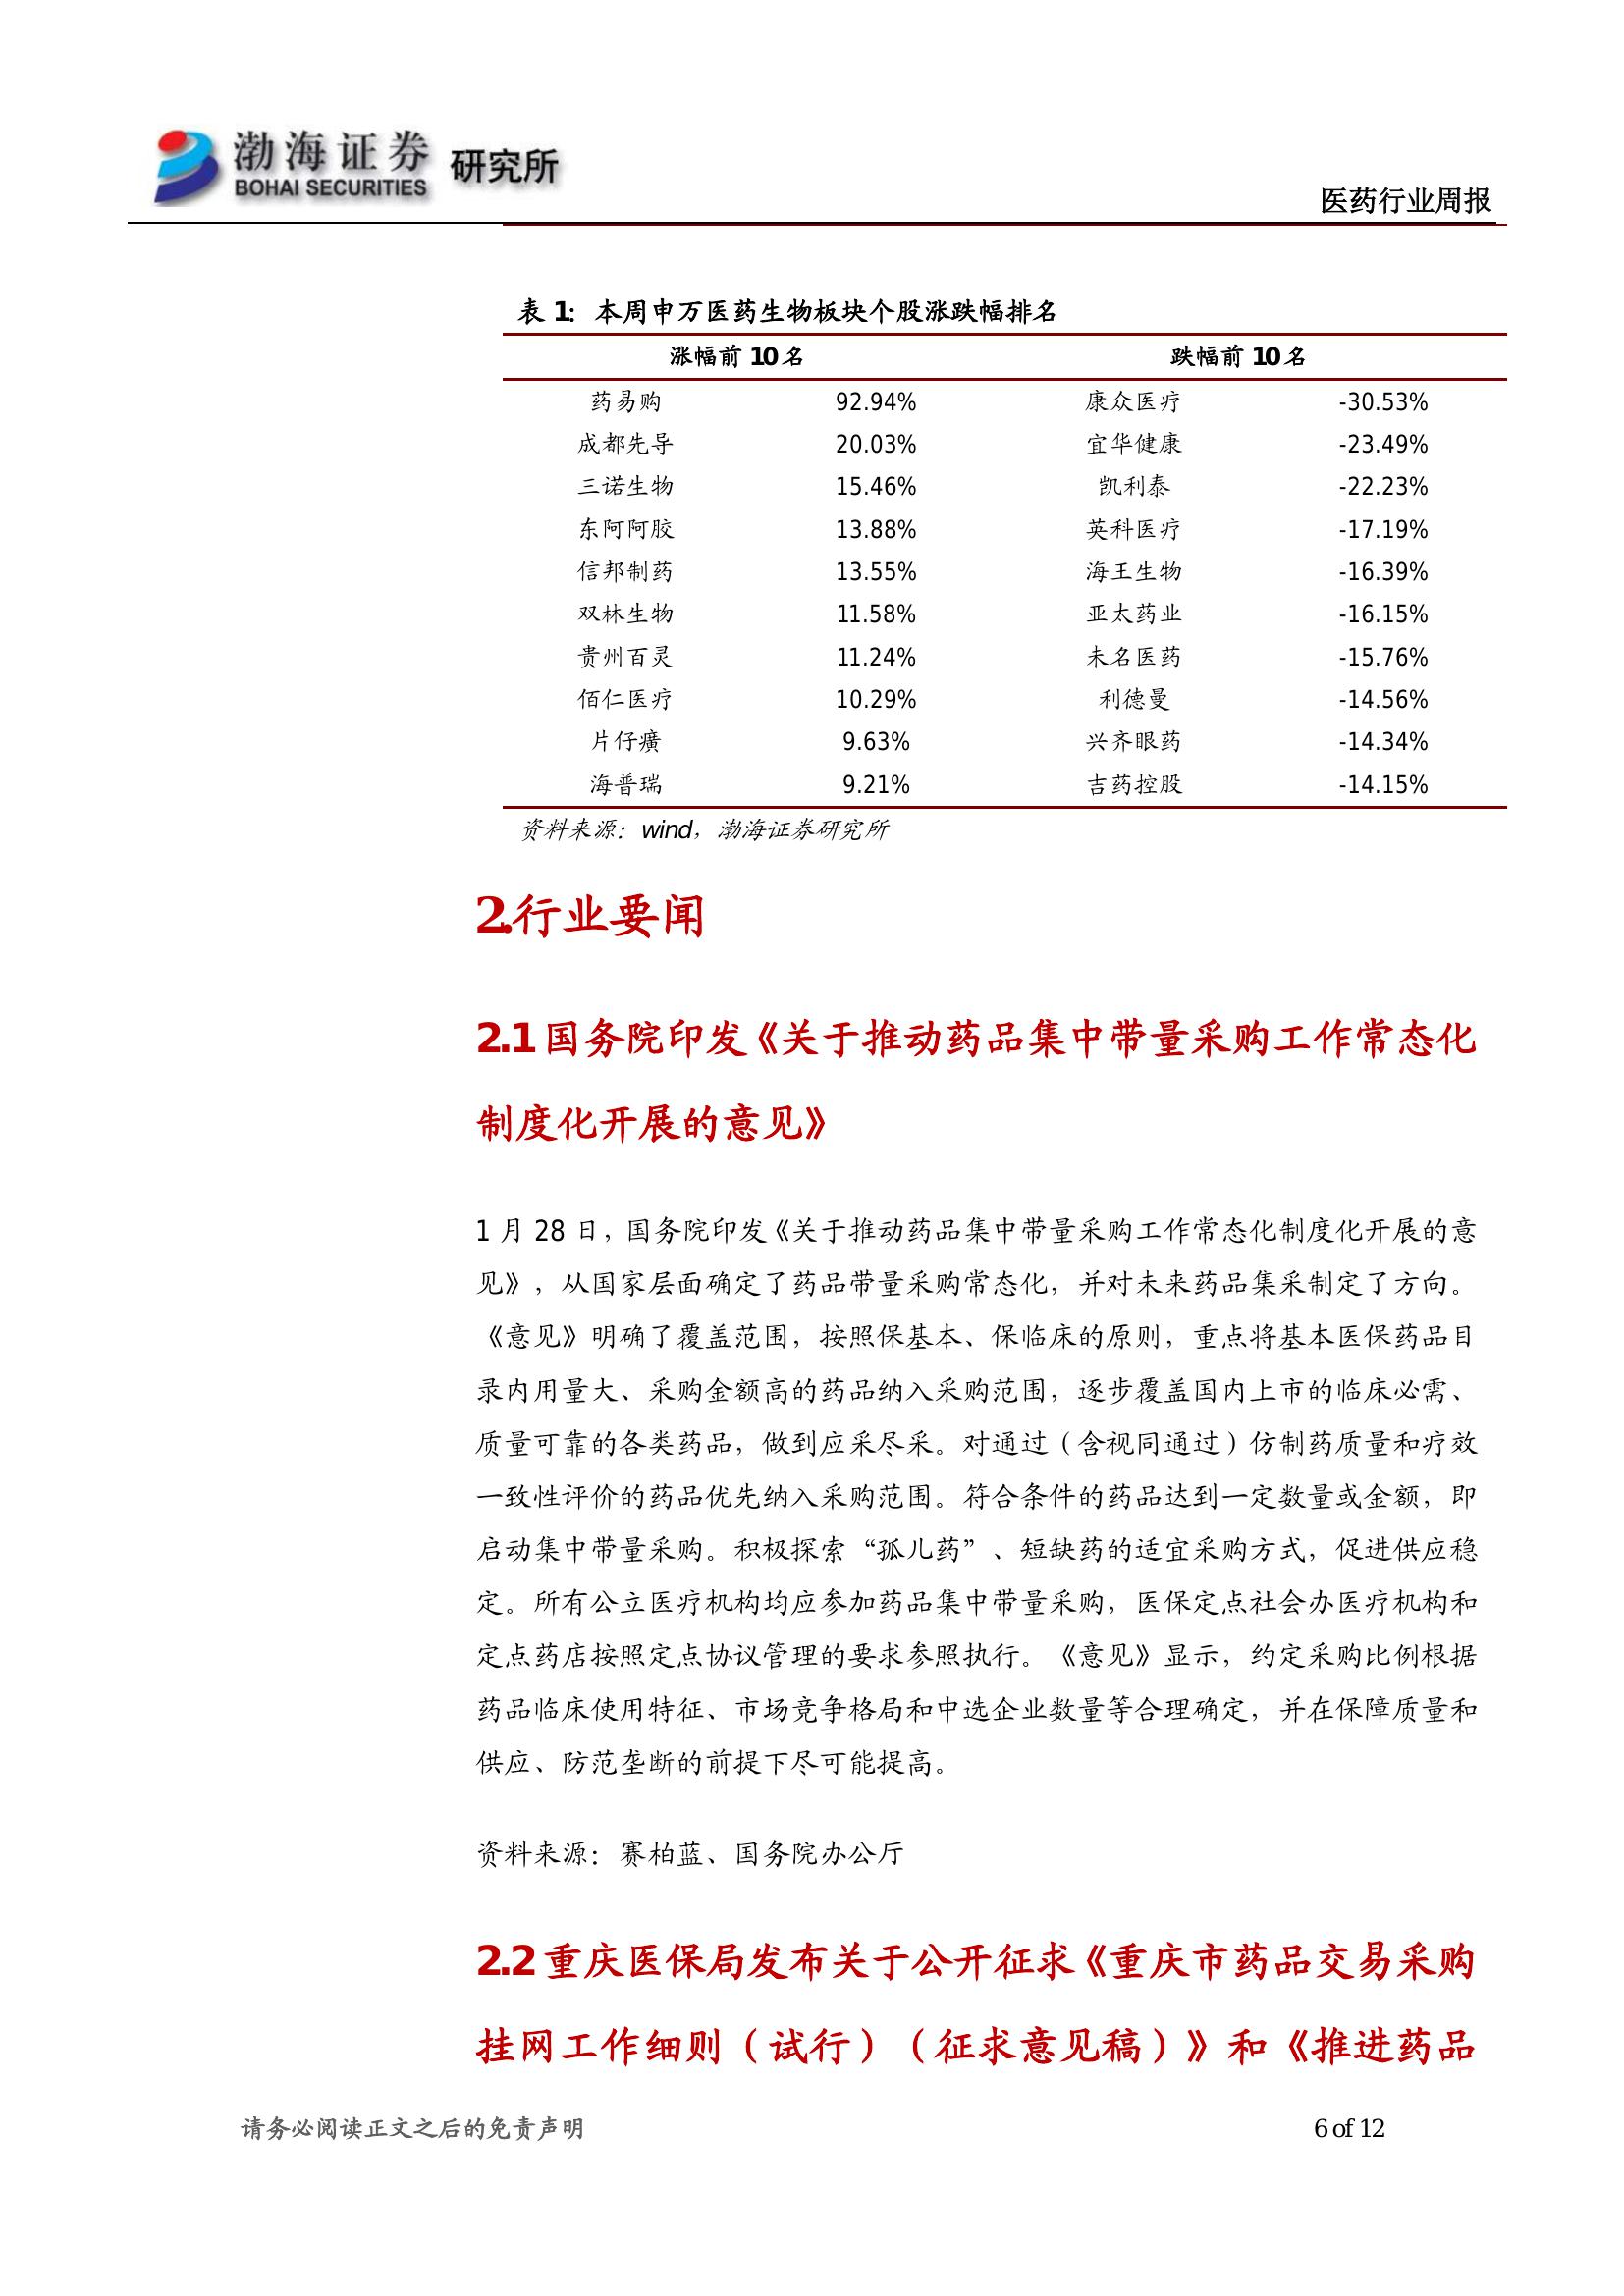 渤海证券 研究所
BOHAI SECURITIES
医药行业周报
表 1：本周申万医药生物板块个股涨跌幅排名
涨幅前 10 名 跌幅前 10 名
药易购 92.94% 康众医疗 -30.53%
成都先导 20.03% 宜华健康 -23.49%
三诺生物 15.46% 凯利泰 -22.23%
东阿阿胶 13.88% 英科医疗 -17.19%
信邦制药 13.55% 海王生物 -16.39%
双林生物 11.58% 亚太药业 -16.15%
贵州百灵 11.24% 未名医药 -15.76%
佰仁医疗 10.29% 利德曼 -14.56%
片仔癀 9.63% 兴齐眼药 -14.34%
海普瑞 9.21% 吉药控股 -14.15%
资料来源：wind，渤海证券研究所
2.行业要闻
2.1 国务院印发《关于推动药品集中带量采购工作常态化
制度化开展的意见》
1 月 28 日，国务院印发《关于推动药品集中带量采购工作常态化制度化开展的意
见》，从国家层面确定了药品带量采购常态化，并对未来药品集采制定了方向。
《意见》明确了覆盖范围，按照保基本、保临床的原则，重点将基本医保药品目
录内用量大、采购金额高的药品纳入采购范围，逐步覆盖国内上市的临床必需、
质量可靠的各类药品，做到应采尽采。对通过（含视同通过）仿制药质量和疗效
一致性评价的药品优先纳入采购范围。符合条件的药品达到一定数量或金额，即
启动集中带量采购。积极探索“孤儿药”、短缺药的适宜采购方式，促进供应稳
定。所有公立医疗机构均应参加药品集中带量采购，医保定点社会办医疗机构和
定点药店按照定点协议管理的要求参照执行。《意见》显示，约定采购比例根据
药品临床使用特征、市场竞争格局和中选企业数量等合理确定，并在保障质量和
供应、防范垄断的前提下尽可能提高。
资料来源：赛柏蓝、国务院办公厅
2.2 重庆医保局发布关于公开征求《重庆市药品交易采购
挂网工作细则（试行）（征求意见稿）》和《推进药品
请务必阅读正文之后的免责声明 6 of 12